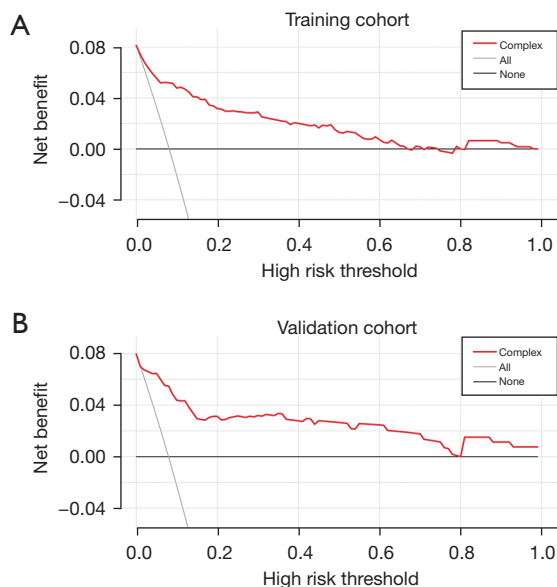 A
Training cohort
Net benefit
0.08
0.04
0.00
−0.04
Complex
All
None
0.0 0.2 0.4 0.6 0.8 1.0
High risk threshold
B
Validation cohort
Net benefit
0.08
0.04
0.00
−0.04
Complex
All
None
0.0 0.2 0.4 0.6 0.8 1.0
High risk threshold